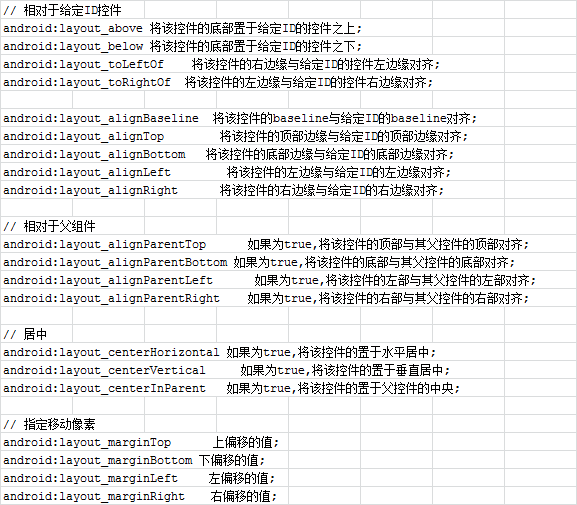 // 相对于给定ID控件
android:layout_above 将该控件的底部置于给定ID的控件之上;
android:layout_below 将该控件的底部置于给定ID的控件之下;
android:layout_toLeftOf 将该控件的右边缘与给定ID的控件左边缘对齐;
android:layout_toRightOf 将该控件的左边缘与给定ID的控件右边缘对齐;
android:layout_alignBaseline 将该控件的baseline与给定ID的baseline对齐;
android:layout_alignTop 将该控件的顶部边缘与给定ID的顶部边缘对齐;
android:layout_alignBottom 将该控件的底部边缘与给定ID的底部边缘对齐;
android:layout_alignLeft 将该控件的左边缘与给定ID的左边缘对齐;
android:layout_alignRight 将该控件的右边缘与给定ID的右边缘对齐;
// 相对于父组件
android:layout_alignParentTop 如果为true,将该控件的顶部与其父控件的顶部对齐;
android:layout_alignParentBottom 如果为true,将该控件的底部与其父控件的底部对齐;
android:layout_alignParentLeft 如果为true,将该控件的左部与其父控件的左部对齐;
android:layout_alignParentRight 如果为true,将该控件的右部与其父控件的右部对齐;
// 居中
android:layout_centerHorizontal 如果为true,将该控件的置于水平居中;
android:layout_centerVertical 如果为true,将该控件的置于垂直居中;
android:layout_centerInParent 如果为true,将该控件的置于父控件的中央;
// 指定移动像素
android:layout_marginTop 上偏移的值;
android:layout_marginBottom 下偏移的值;
android:layout_marginLeft 左偏移的值;
android:layout_marginRight 右偏移的值;